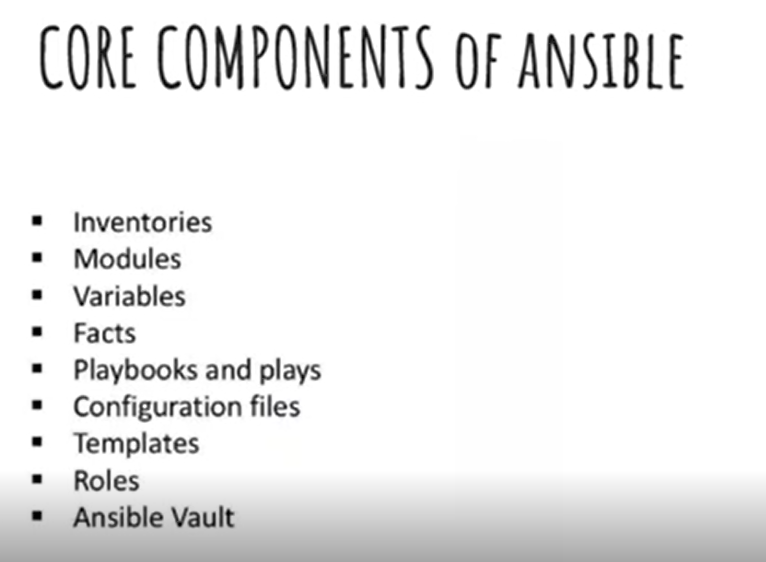 CORE COMPONENTS OF ANSIBLE
▪ Inventories
▪ Modules
▪ Variables
▪ Facts
▪ Playbooks and plays
▪ Configuration files
▪ Templates
▪ Roles
▪ Ansible Vault